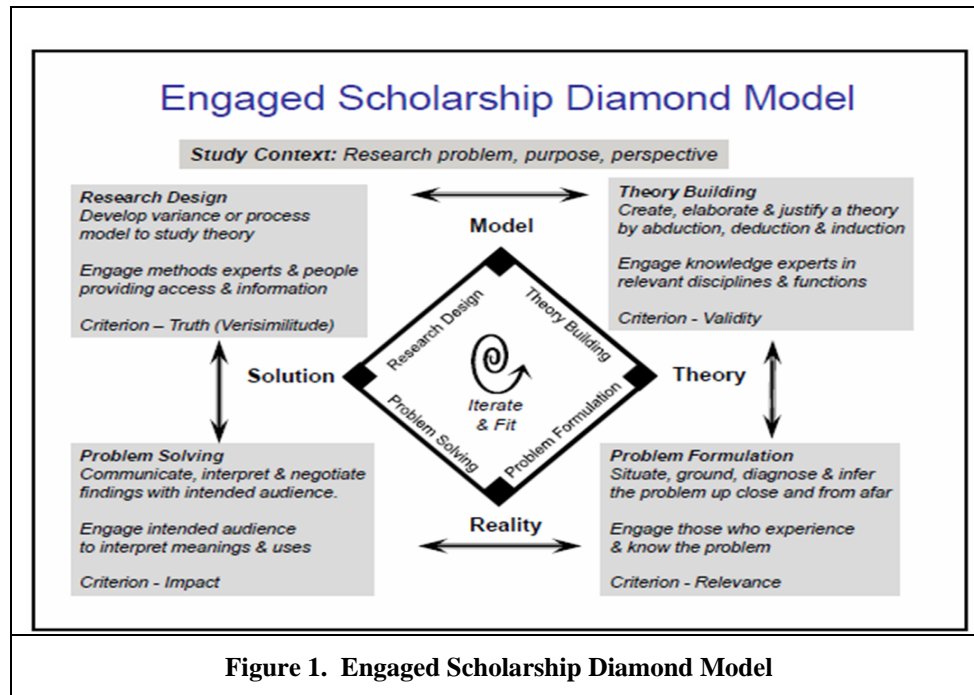 Engaged Scholarship Diamond Model
Study Context: Research problem, purpose, perspective
Research Design
Develop variance or process
model to study theory
Engage methods experts & people
providing access & information
Criterion – Truth (Verisimilitude)
Theory Building
Create, elaborate & justify a theory
by abduction, deduction & induction
Engage knowledge experts in
relevant disciplines & functions
Criterion - Validity
Model
Research Design
Theory Building
Solution
Iterate
& Fit
Theory
Problem Solving
Problem Formulation
Reality
Problem Solving
Communicate, interpret & negotiate
findings with intended audience.
Engage intended audience
to interpret meanings & uses
Criterion - Impact
Problem Formulation
Situate, ground, diagnose & infer
the problem up close and from afar
Engage those who experience
& know the problem
Criterion - Relevance
Figure 1. Engaged Scholarship Diamond Model